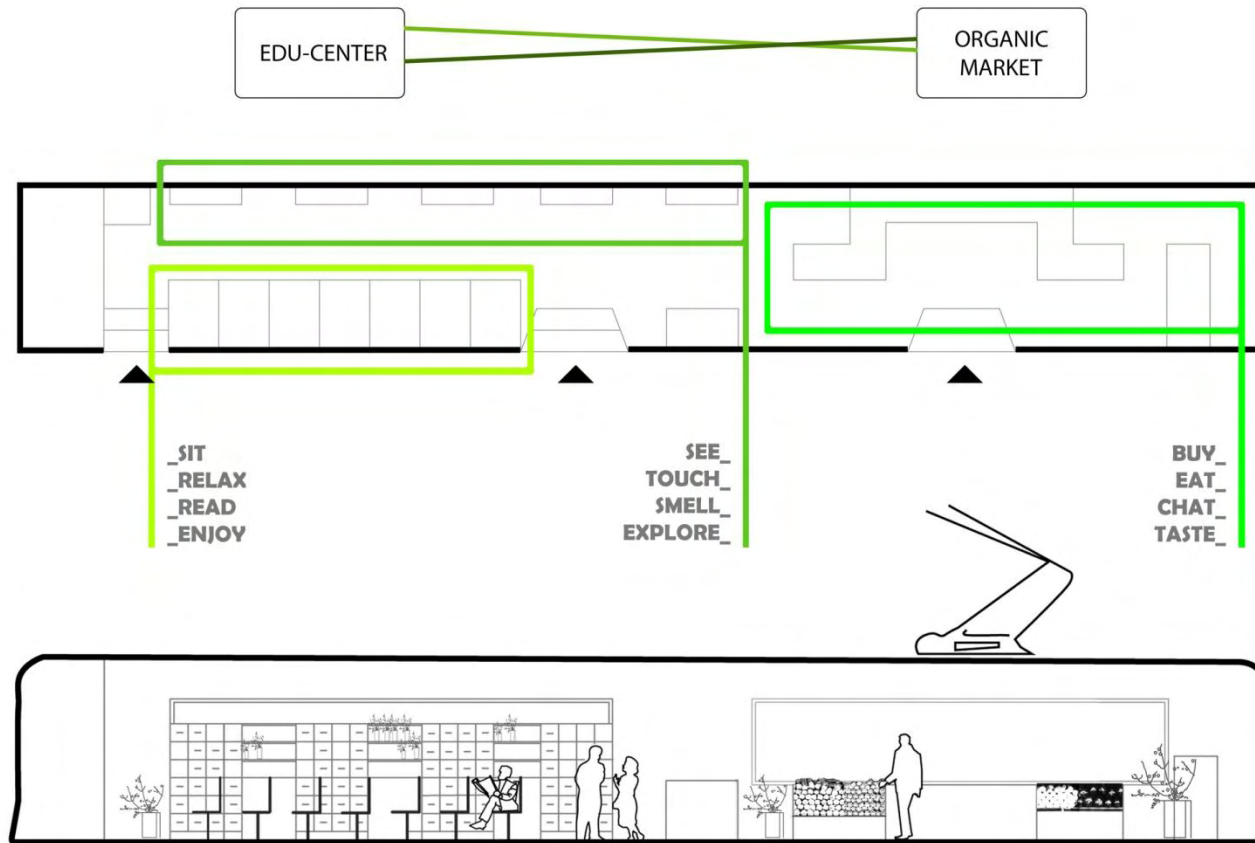 EDU-CENTER
ORGANIC
MARKET
_SIT
_RELAX
_READ
_ENJOY
SEE_
TOUCH_
SMELL_
EXPLORE_
BUY_
EAT_
CHAT_
TASTE_